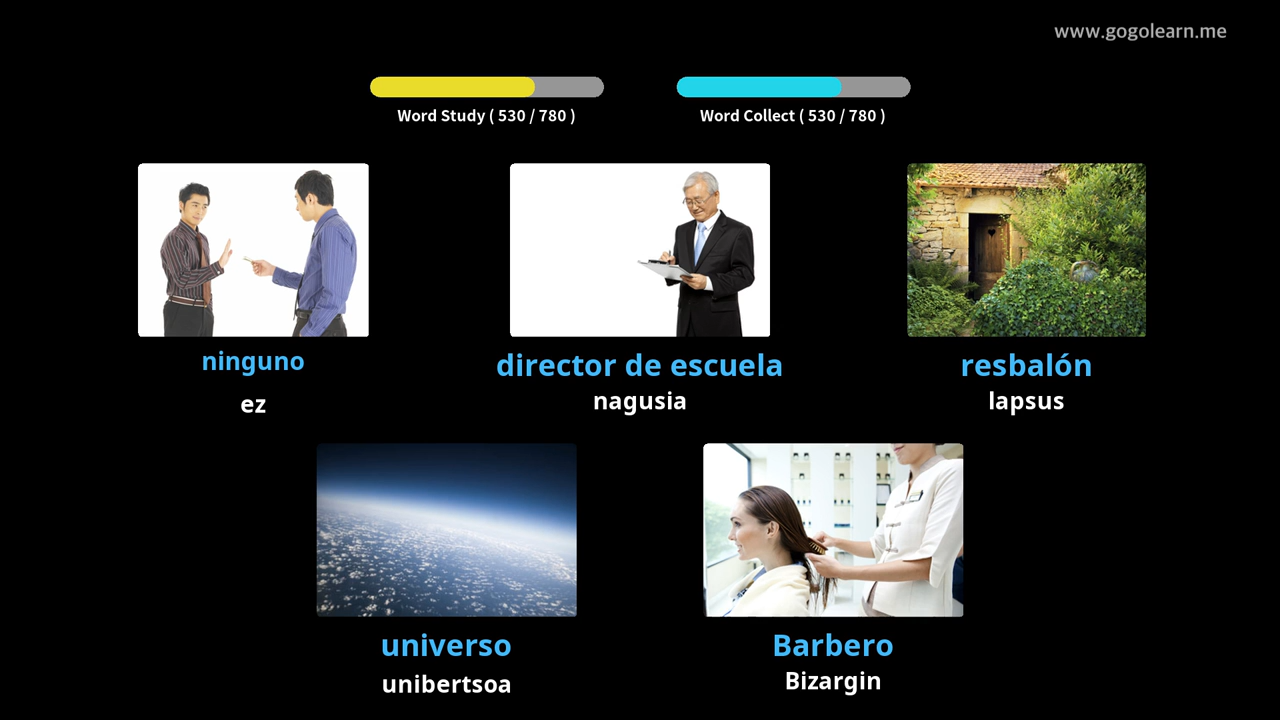 www.gogolearn.me
Word Study ( 530 / 780 )
Word Collect ( 530 / 780 )
ninguno
ez
director de escuela
nagusia
resbalón
lapsus
universo
unibertsoa
Barbero
Bizargin